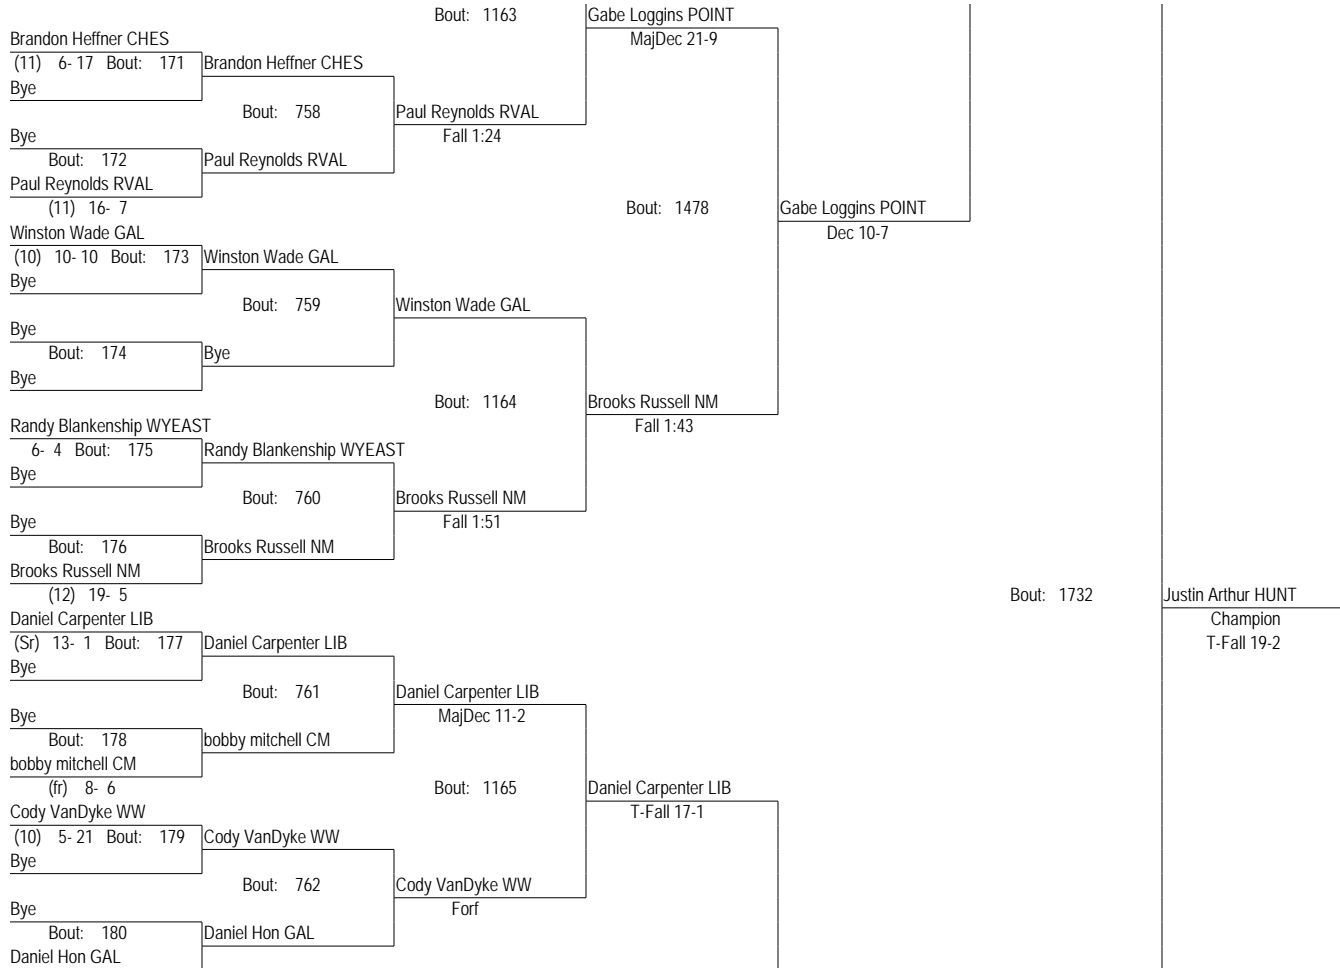 Bout: 1163
Gabe Loggins POINT
MajDec 21-9
Brandon Heffner CHES
(11) 6- 17 Bout: 171
Brandon Heffner CHES
Bye
Bout: 758
Paul Reynolds RVAL
Fall 1:24
Bye
Bout: 172
Paul Reynolds RVAL
Paul Reynolds RVAL
(11) 16- 7
Bout: 1478
Gabe Loggins POINT
Dec 10-7
Winston Wade GAL
(10) 10- 10 Bout: 173
Winston Wade GAL
Bye
Bout: 759
Winston Wade GAL
Bye
Bout: 174
Bye
Bye
Bout: 1164
Brooks Russell NM
Fall 1:43
Randy Blankenship WYEAST
6- 4 Bout: 175
Randy Blankenship WYEAST
Bye
Bout: 760
Brooks Russell NM
Fall 1:51
Bye
Bout: 176
Brooks Russell NM
Brooks Russell NM
(12) 19- 5
Bout: 1732
Justin Arthur HUNT
Champion
T-Fall 19-2
Daniel Carpenter LIB
(Sr) 13- 1 Bout: 177
Daniel Carpenter LIB
Bye
Bout: 761
Daniel Carpenter LIB
MajDec 11-2
Bye
Bout: 178
bobby mitchell CM
bobby mitchell CM
(fr) 8- 6
Bout: 1165
Daniel Carpenter LIB
T-Fall 17-1
Cody VanDyke WW
(10) 5- 21 Bout: 179
Cody VanDyke WW
Bye
Bout: 762
Cody VanDyke WW
Forf
Bye
Bout: 180
Daniel Hon GAL
Daniel Hon GAL